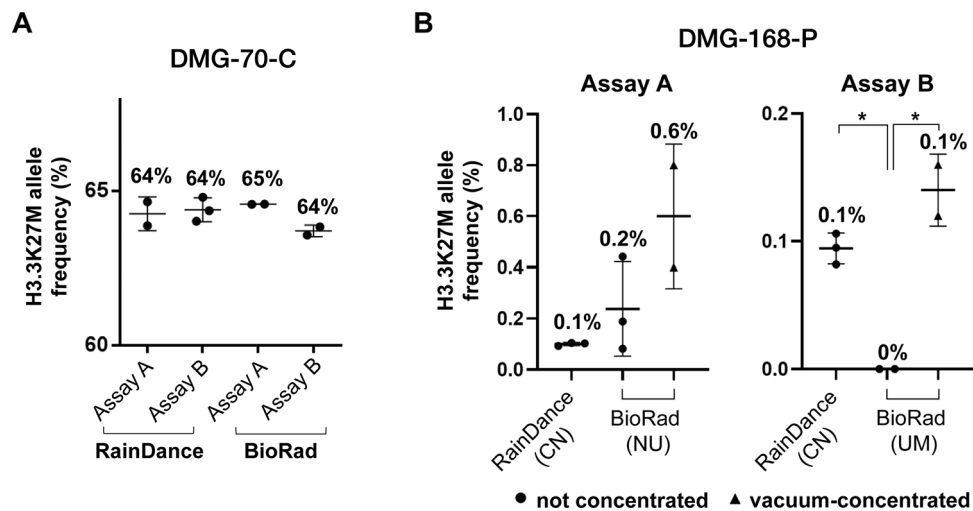 A
DMG-70-C
H3.3K27M allele
frequency (%)
65
60
64%
64%
65%
64%
Assay A
Assay B
Assay A
Assay B
RainDance
BioRad
B
DMG-168-P
Assay A
H3.3K27M allele
frequency (%)
1.0
0.8
0.6
0.4
0.2
0.0
0.1%
0.2%
0.6%
RainDance
(CN)
BioRad
(NU)
Assay B
0.2
0.1
0.0
* *
0.1%
0%
0.1%
RainDance
(CN)
BioRad
(UM)
not concentrated
vacuum-concentrated